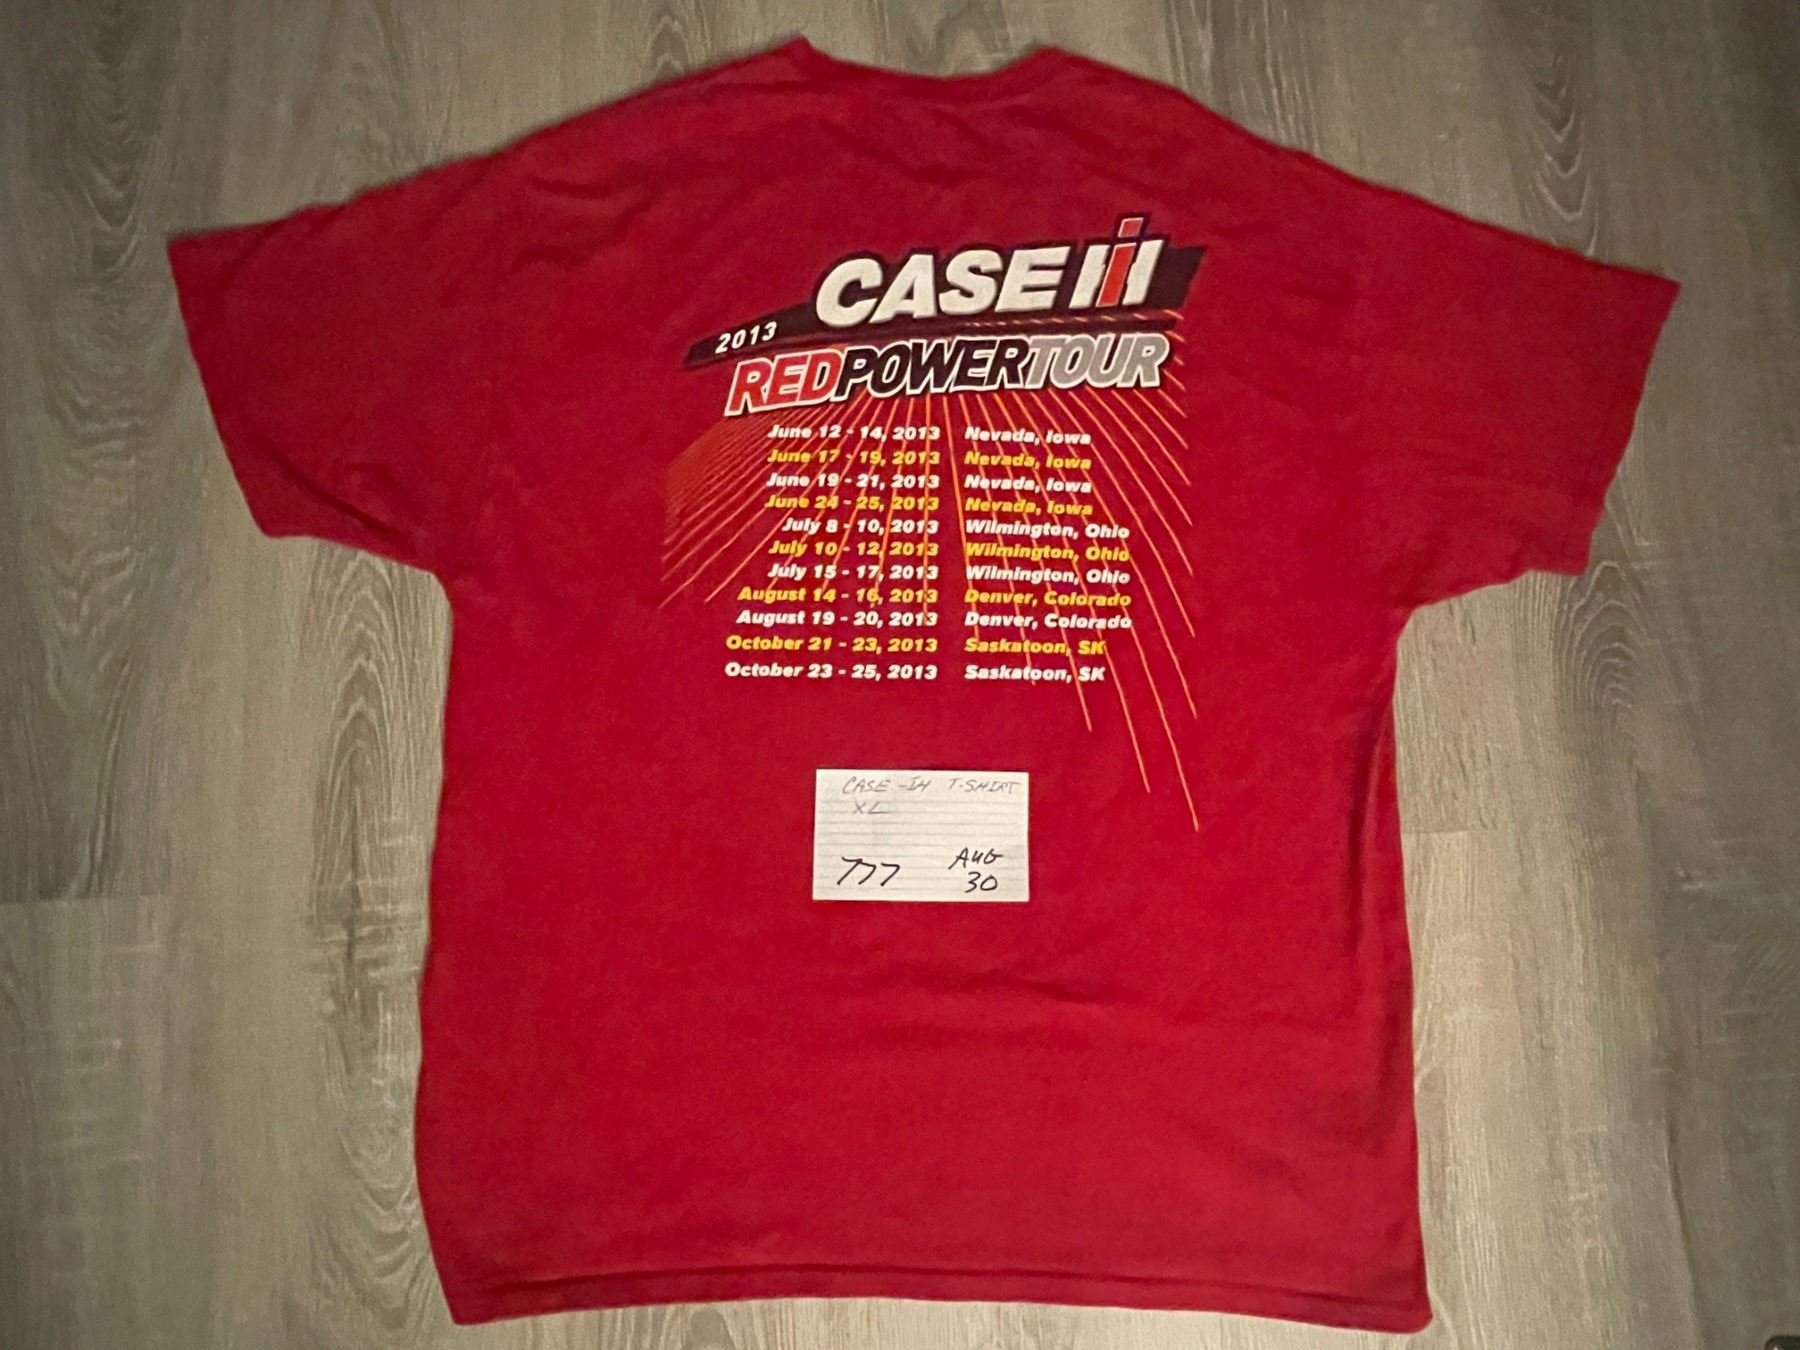 CASE IH
2013
REDPOWERTOUR
June 12 - 14, 2013 Nevada, Iowa
June 17 - 19, 2013 Nevada, Iowa
June 19 - 21, 2013 Nevada, Iowa
June 24 - 25, 2013 Nevada, Iowa
July 8 - 10, 2013 Wilmington, Ohio
July 10 - 12, 2013 Wilmington, Ohio
July 15 - 17, 2013 Wilmington, Ohio
August 14 - 16, 2013 Denver, Colorado
August 19 - 20, 2013 Denver, Colorado
October 21 - 23, 2013 Saskatoon, SK
October 23 - 25, 2013 Saskatoon, SK
CASE-IH T-SHIRT
XL
777 AUG
30